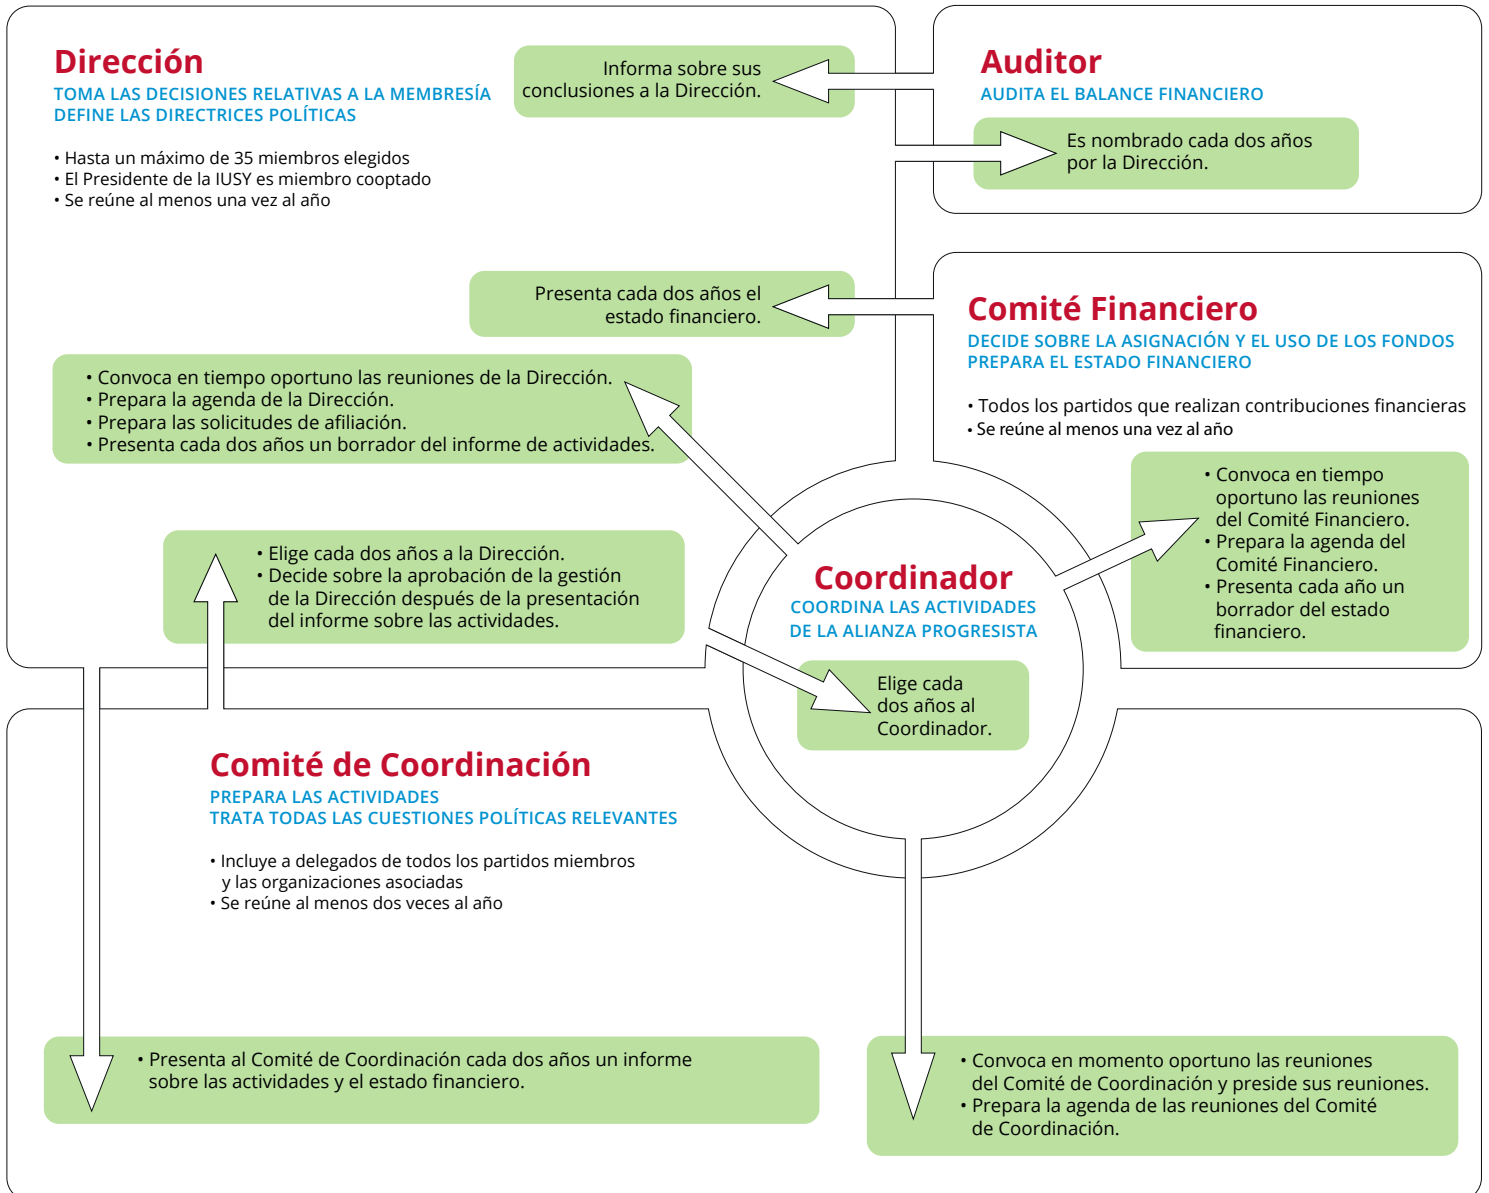 Dirección
TOMA LAS DECISIONES RELATIVAS A LA MEMBRESÍA
DEFINE LAS DIRECTRICES POLÍTICAS
• Hasta un máximo de 35 miembros elegidos
• El Presidente de la IUSY es miembro cooptado
• Se reúne al menos una vez al año
Informa sobre sus
conclusiones a la Dirección.
Auditor
AUDITA EL BALANCE FINANCIERO
Es nombrado cada dos años
por la Dirección.
Presenta cada dos años el
estado financiero.
Comité Financiero
DECIDE SOBRE LA ASIGNACIÓN Y EL USO DE LOS FONDOS
PREPARA EL ESTADO FINANCIERO
• Todos los partidos que realizan contribuciones financieras
• Se reúne al menos una vez al año
• Convoca en tiempo oportuno las reuniones de la Dirección.
• Prepara la agenda de la Dirección.
• Prepara las solicitudes de afiliación.
• Presenta cada dos años un borrador del informe de actividades.
• Convoca en tiempo
oportuno las reuniones
del Comité Financiero.
• Prepara la agenda del
Comité Financiero.
• Presenta cada año un
borrador del estado
financiero.
• Elige cada dos años a la Dirección.
• Decide sobre la aprobación de la gestión
de la Dirección después de la presentación
del informe sobre las actividades.
Coordinador
COORDINA LAS ACTIVIDADES
DE LA ALIANZA PROGRESISTA
Elige cada
dos años al
Coordinador.
Comité de Coordinación
PREPARA LAS ACTIVIDADES
TRATA TODAS LAS CUESTIONES POLÍTICAS RELEVANTES
• Incluye a delegados de todos los partidos miembros
y las organizaciones asociadas
• Se reúne al menos dos veces al año
• Presenta al Comité de Coordinación cada dos años un informe
sobre las actividades y el estado financiero.
• Convoca en momento oportuno las reuniones
del Comité de Coordinación y preside sus reuniones.
• Prepara la agenda de las reuniones del Comité
de Coordinación.